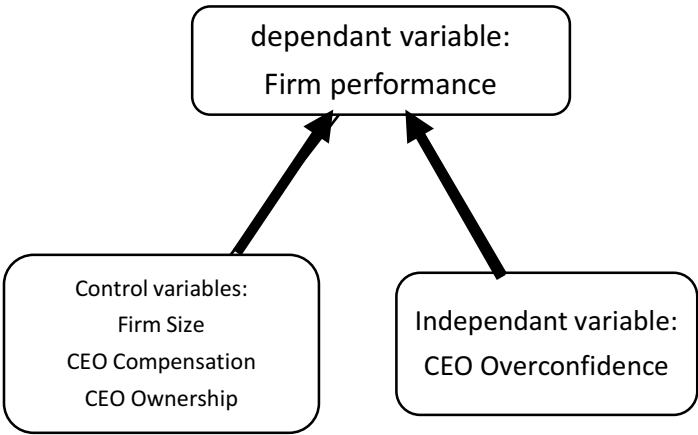 dependant variable:
Firm performance
Control variables:
Firm Size
CEO Compensation
CEO Ownership
Independant variable:
CEO Overconfidence